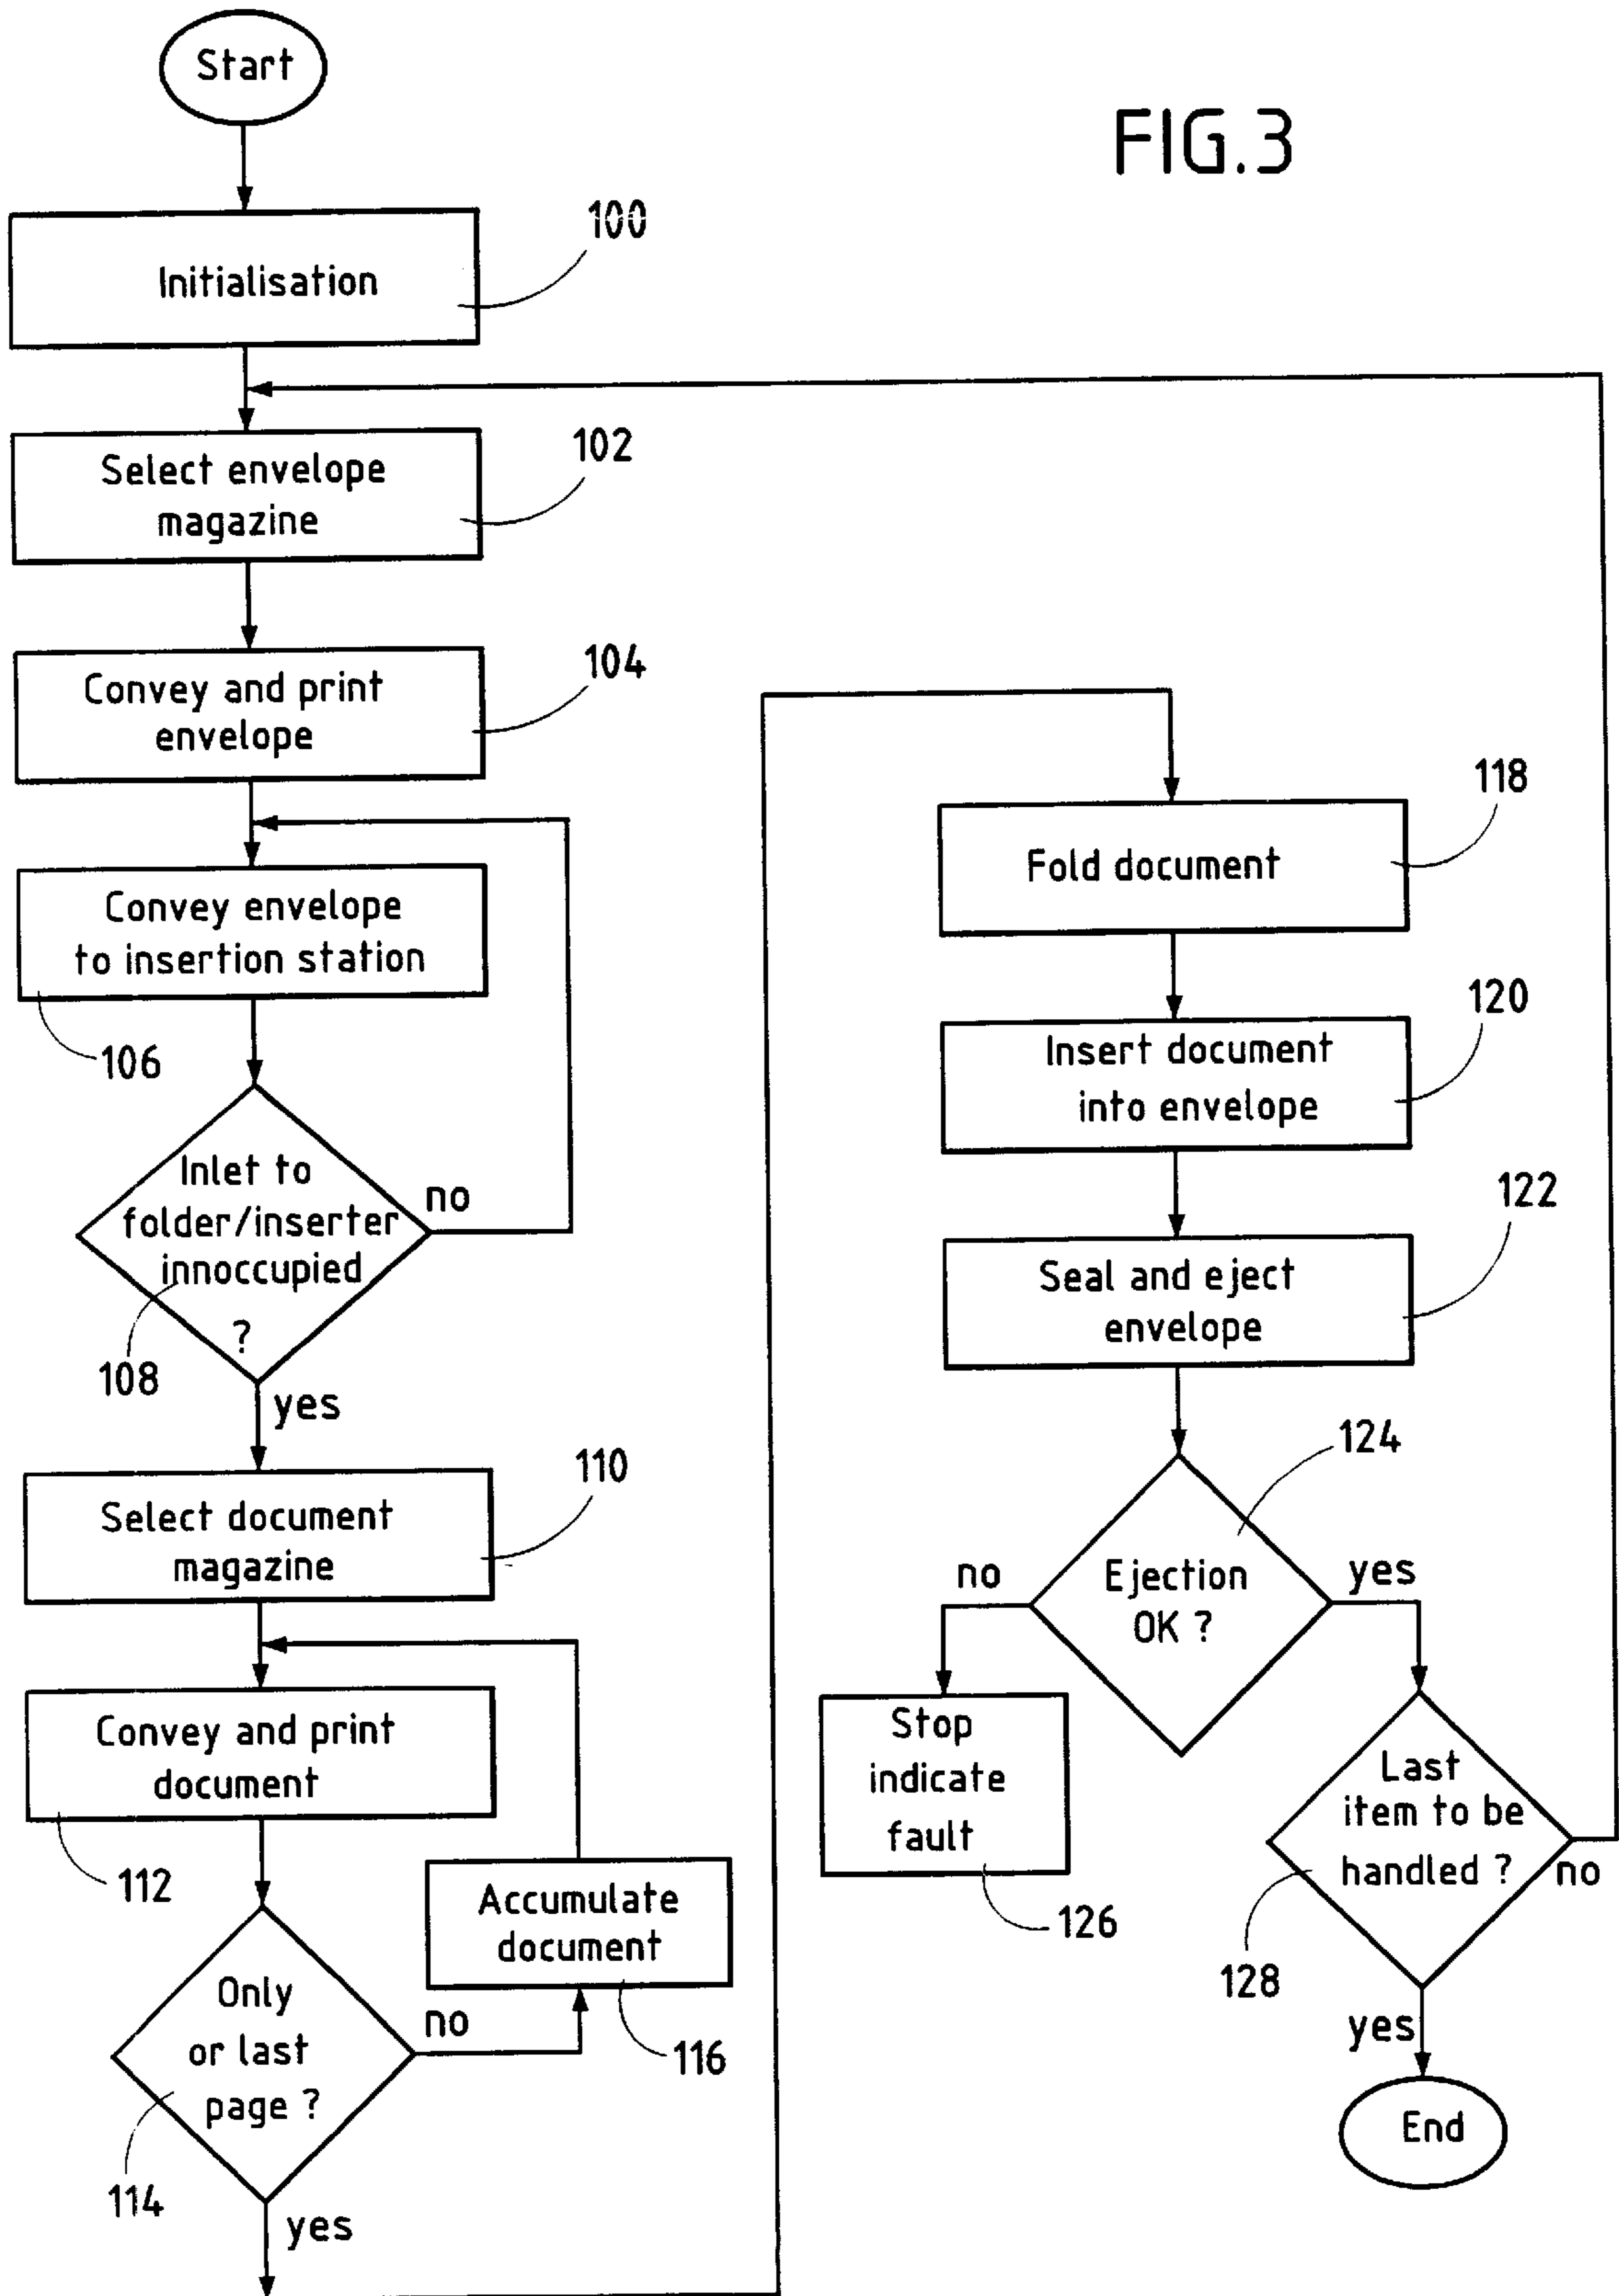 FIG.3
Start
Initialisation
100
Select envelope
magazine
102
Convey and print
envelope
104
Convey envelope
to insertion station
106
Inlet to
folder/inserter
innoccupied
?
108
no
yes
Select document
magazine
110
Convey and print
document
112
Only
or last
page ?
114
no
Accumulate
document
116
yes
Fold document
118
Insert document
into envelope
120
Seal and eject
envelope
122
Ejection
OK ?
124
no
yes
Stop
indicate
fault
126
Last
item to be
handled ?
128
no
yes
End